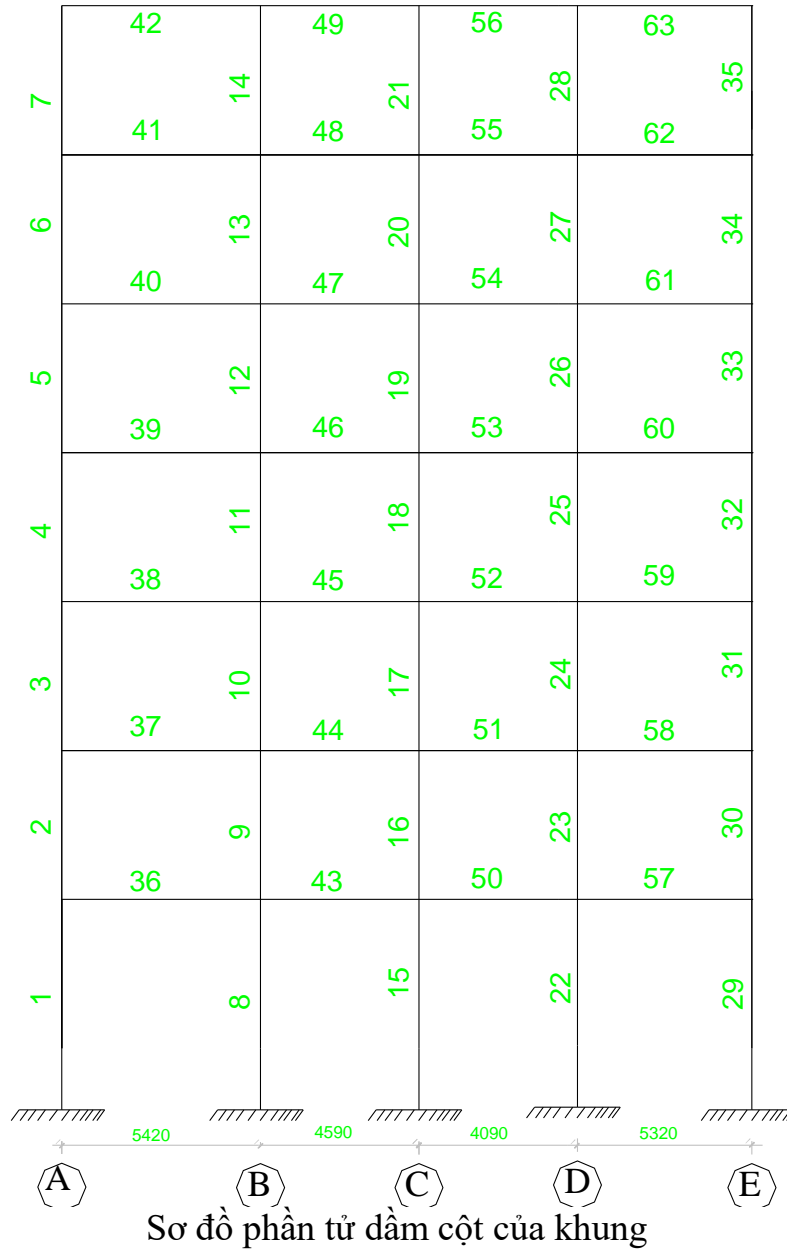 42 49 56 63
7 14 21 28 35
41 48 55 62
6 13 20 27 34
40 47 54 61
5 12 19 26 33
39 46 53 60
4 11 18 25 32
38 45 52 59
3 10 17 24 31
37 44 51 58
2 9 16 23 30
36 43 50 57
1 8 15 22 29
5420 4590 4090 5320
A B C D E
Sơ đồ phần tử dầm cột của khung